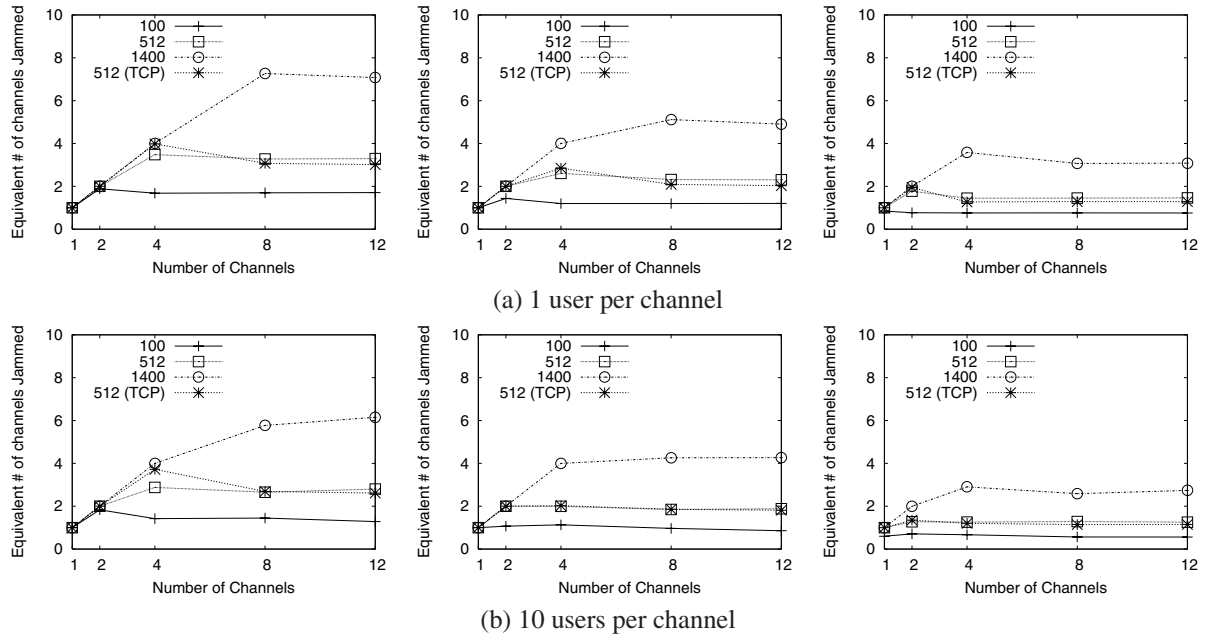 10
8
6
4
2
0
Equivalent # of channels Jammed
100
512
1400
512 (TCP)
1 2 4 8 12
Number of Channels
10
8
6
4
2
0
Equivalent # of channels Jammed
100
512
1400
512 (TCP)
1 2 4 8 12
Number of Channels
10
8
6
4
2
0
Equivalent # of channels Jammed
100
512
1400
512 (TCP)
1 2 4 8 12
Number of Channels
(a) 1 user per channel
10
8
6
4
2
0
Equivalent # of channels Jammed
100
512
1400
512 (TCP)
1 2 4 8 12
Number of Channels
10
8
6
4
2
0
Equivalent # of channels Jammed
100
512
1400
512 (TCP)
1 2 4 8 12
Number of Channels
10
8
6
4
2
0
Equivalent # of channels Jammed
100
512
1400
512 (TCP)
1 2 4 8 12
Number of Channels
(b) 10 users per channel